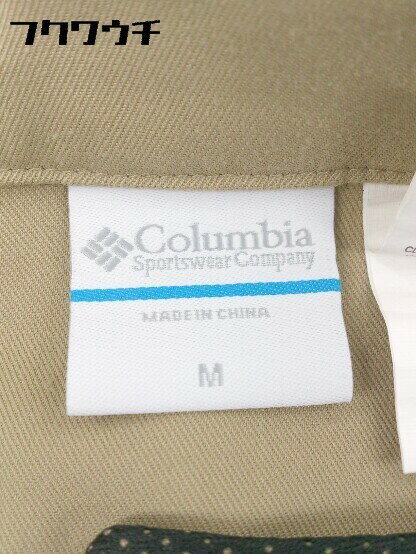 フクワウチ
Columbia
Sportswear Company
MADE IN CHINA
M